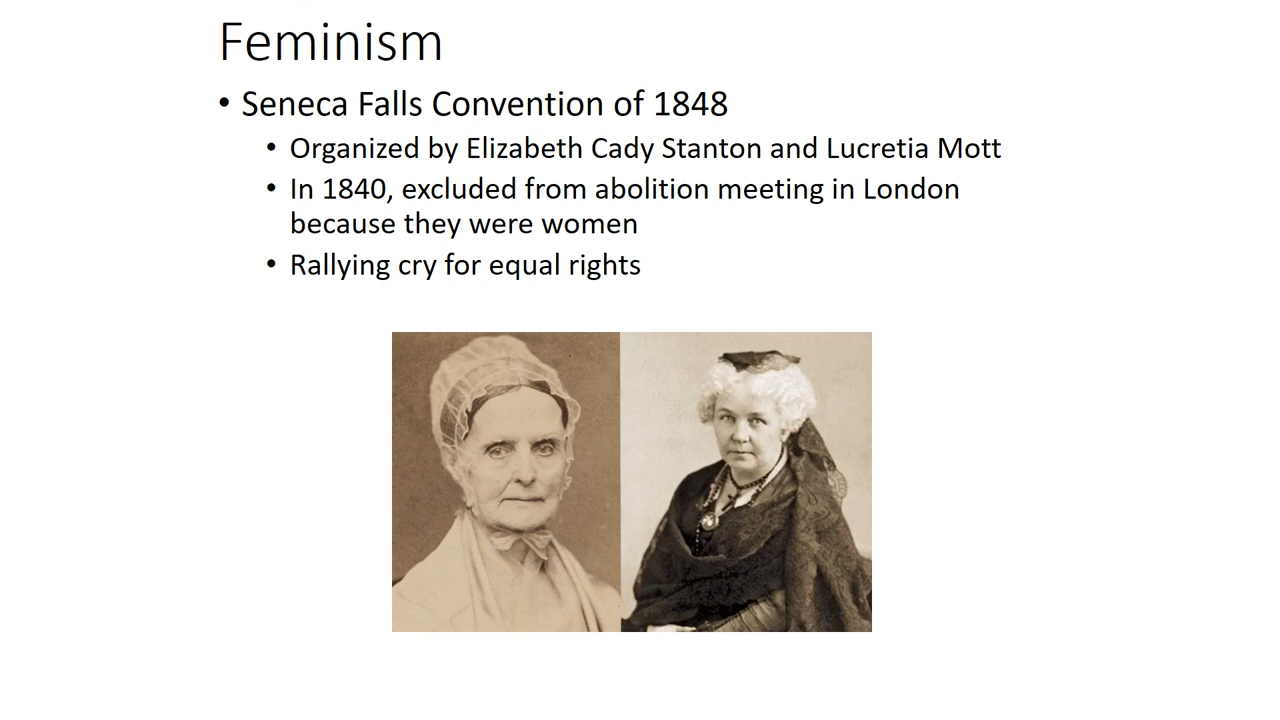 Feminism
• Seneca Falls Convention of 1848
• Organized by Elizabeth Cady Stanton and Lucretia Mott
• In 1840, excluded from abolition meeting in London
because they were women
• Rallying cry for equal rights